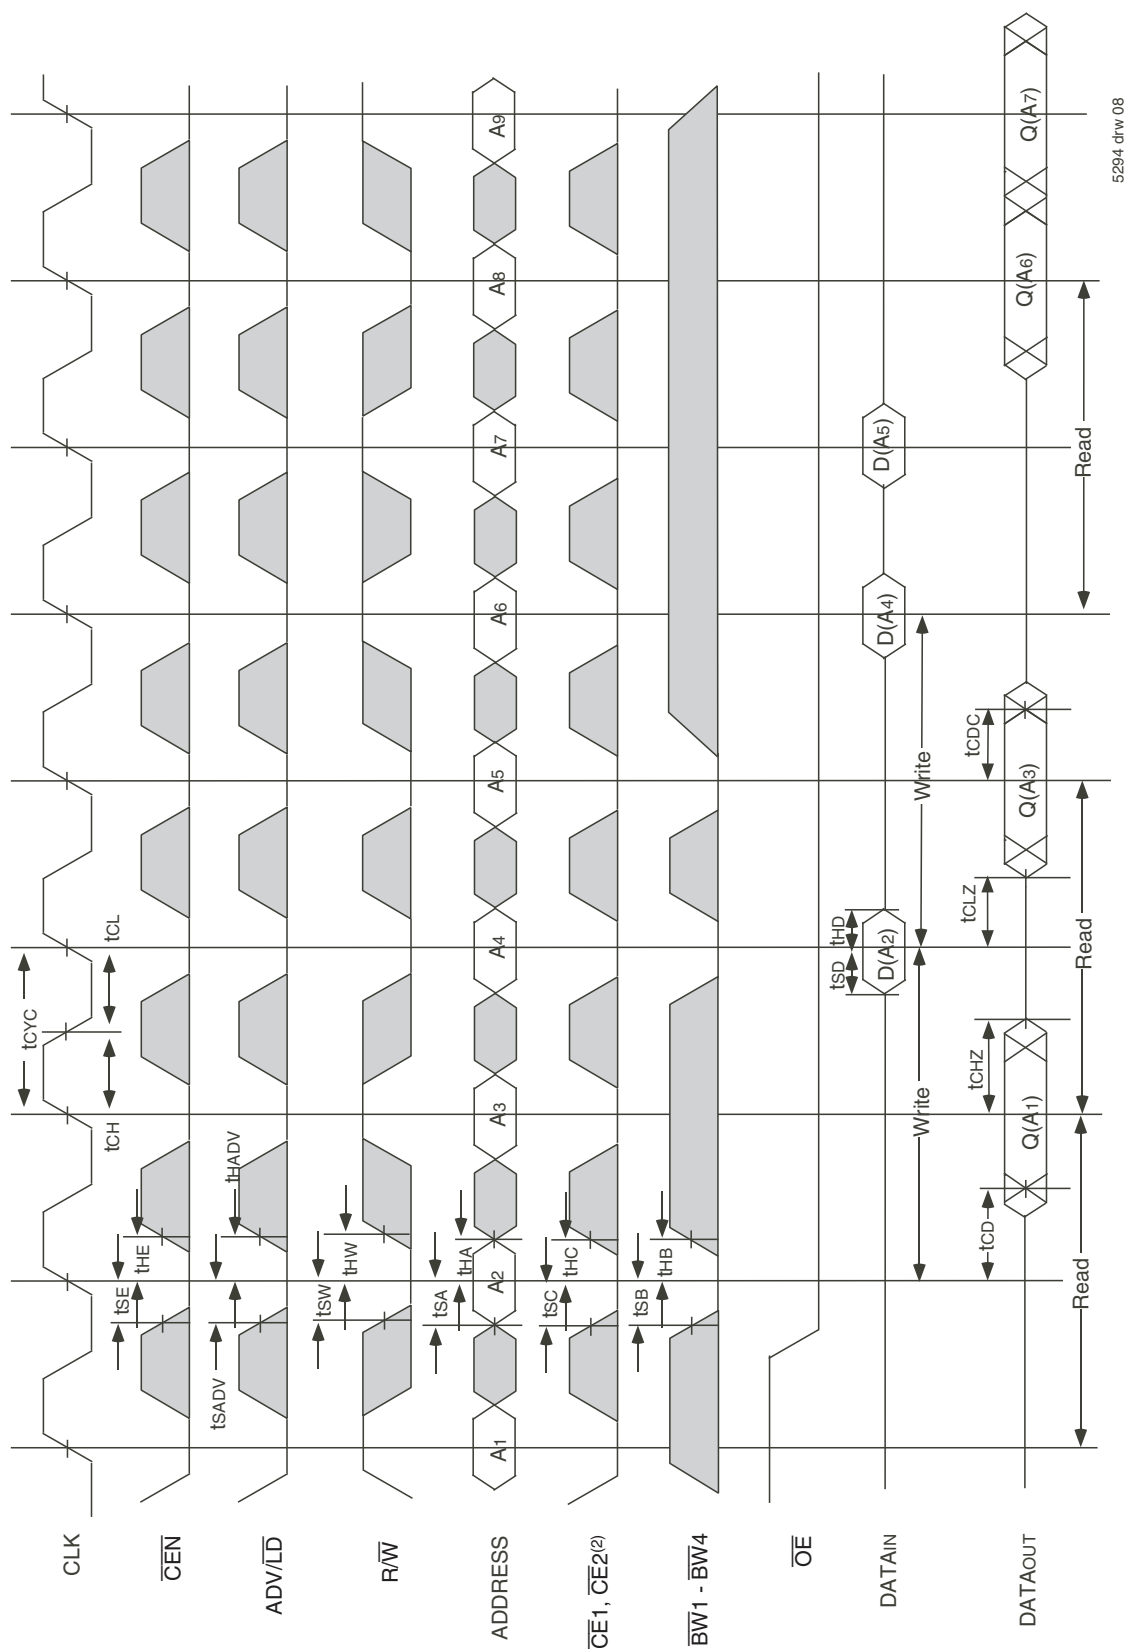 tCYC
CLK
tCH
tCL
tSE
tHE
CEN
tSADV
tHADV
ADV/LD
tSW
tHW
R/W
tSA
tHA
ADDRESS
A1
A2
A3
A4
A5
A6
A7
A8
A9
tSC
tHC
CE1, CE2(2)
tSB
tHB
BW1 - BW4
OE
tSD
tHD
DATAIN
D(A2)
D(A4)
D(A5)
Write
Write
tCD
tCHZ
tCLZ
tCDC
DATAOUT
Q(A1)
Q(A3)
Q(A6)
Q(A7)
Read
Read
Read
5294 drw 08